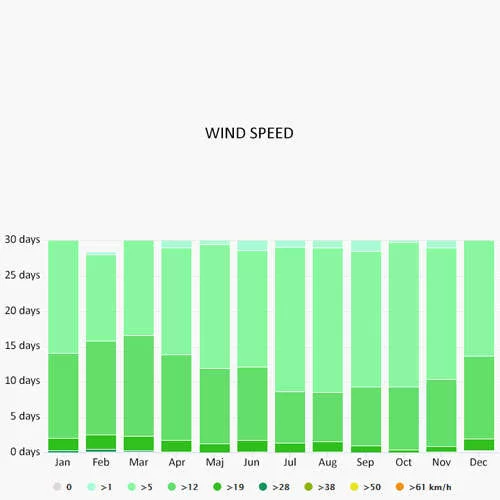 WIND SPEED
30 days
25 days
20 days
15 days
10 days
5 days
0 days
Jan Feb Mar Apr Maj Jun Jul Aug Sep Oct Nov Dec
0 >1 >5 >12 >19 >28 >38 >50 >61 km/h